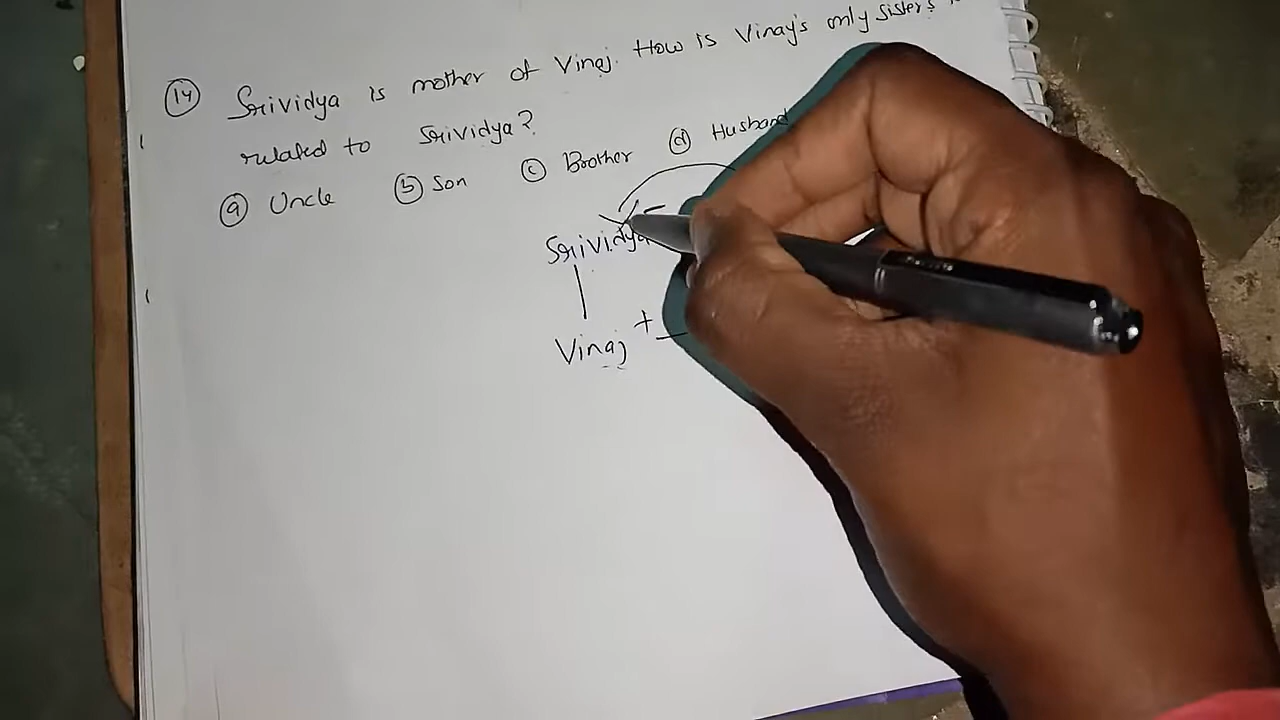 14 Srividya is mother of Vinay. How is Vinay's only sister's
related to Srividya?
a Uncle b Son c Brother d Husband
Srividya -
Vinay + -